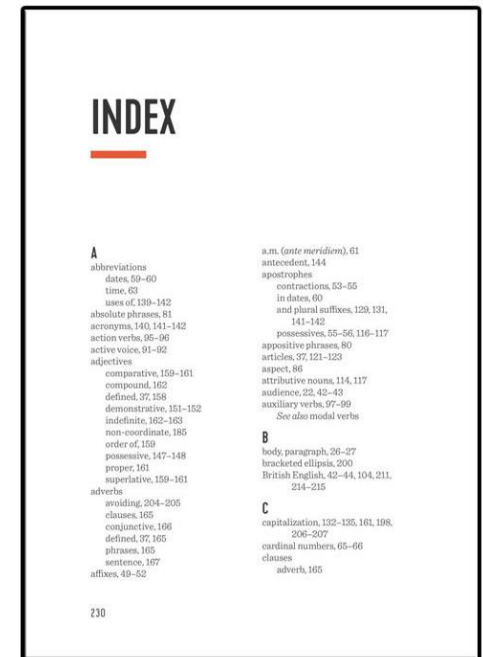 INDEX
A
abbreviations
dates, 59–60
time, 63
uses of, 139–142
absolute phrases, 81
acronyms, 140, 141–142
action verbs, 95–96
active voice, 91–92
adjectives
comparative, 159–161
compound, 162
defined, 37, 158
demonstrative, 151–152
indefinite, 162–163
non-coordinate, 185
order of, 159
possessive, 147–148
proper, 161
superlative, 159–161
adverbs
avoiding, 204–205
clauses, 165
conjunctive, 166
defined, 37, 165
phrases, 165
sentence, 167
affixes, 49–52
a.m. (ante meridiem), 61
antecedent, 144
apostrophes
contractions, 53–55
in dates, 60
and plural suffixes, 129, 131,
141–142
possessives, 55–56, 116–117
appositive phrases, 80
articles, 37, 121–123
aspect, 86
attributive nouns, 114, 117
audience, 22, 42–43
auxiliary verbs, 97–99
See also modal verbs
B
body, paragraph, 26–27
bracketed ellipsis, 200
British English, 42–44, 104, 211,
214–215
C
capitalization, 132–135, 161, 198,
206–207
cardinal numbers, 65–66
clauses
adverb, 165
230